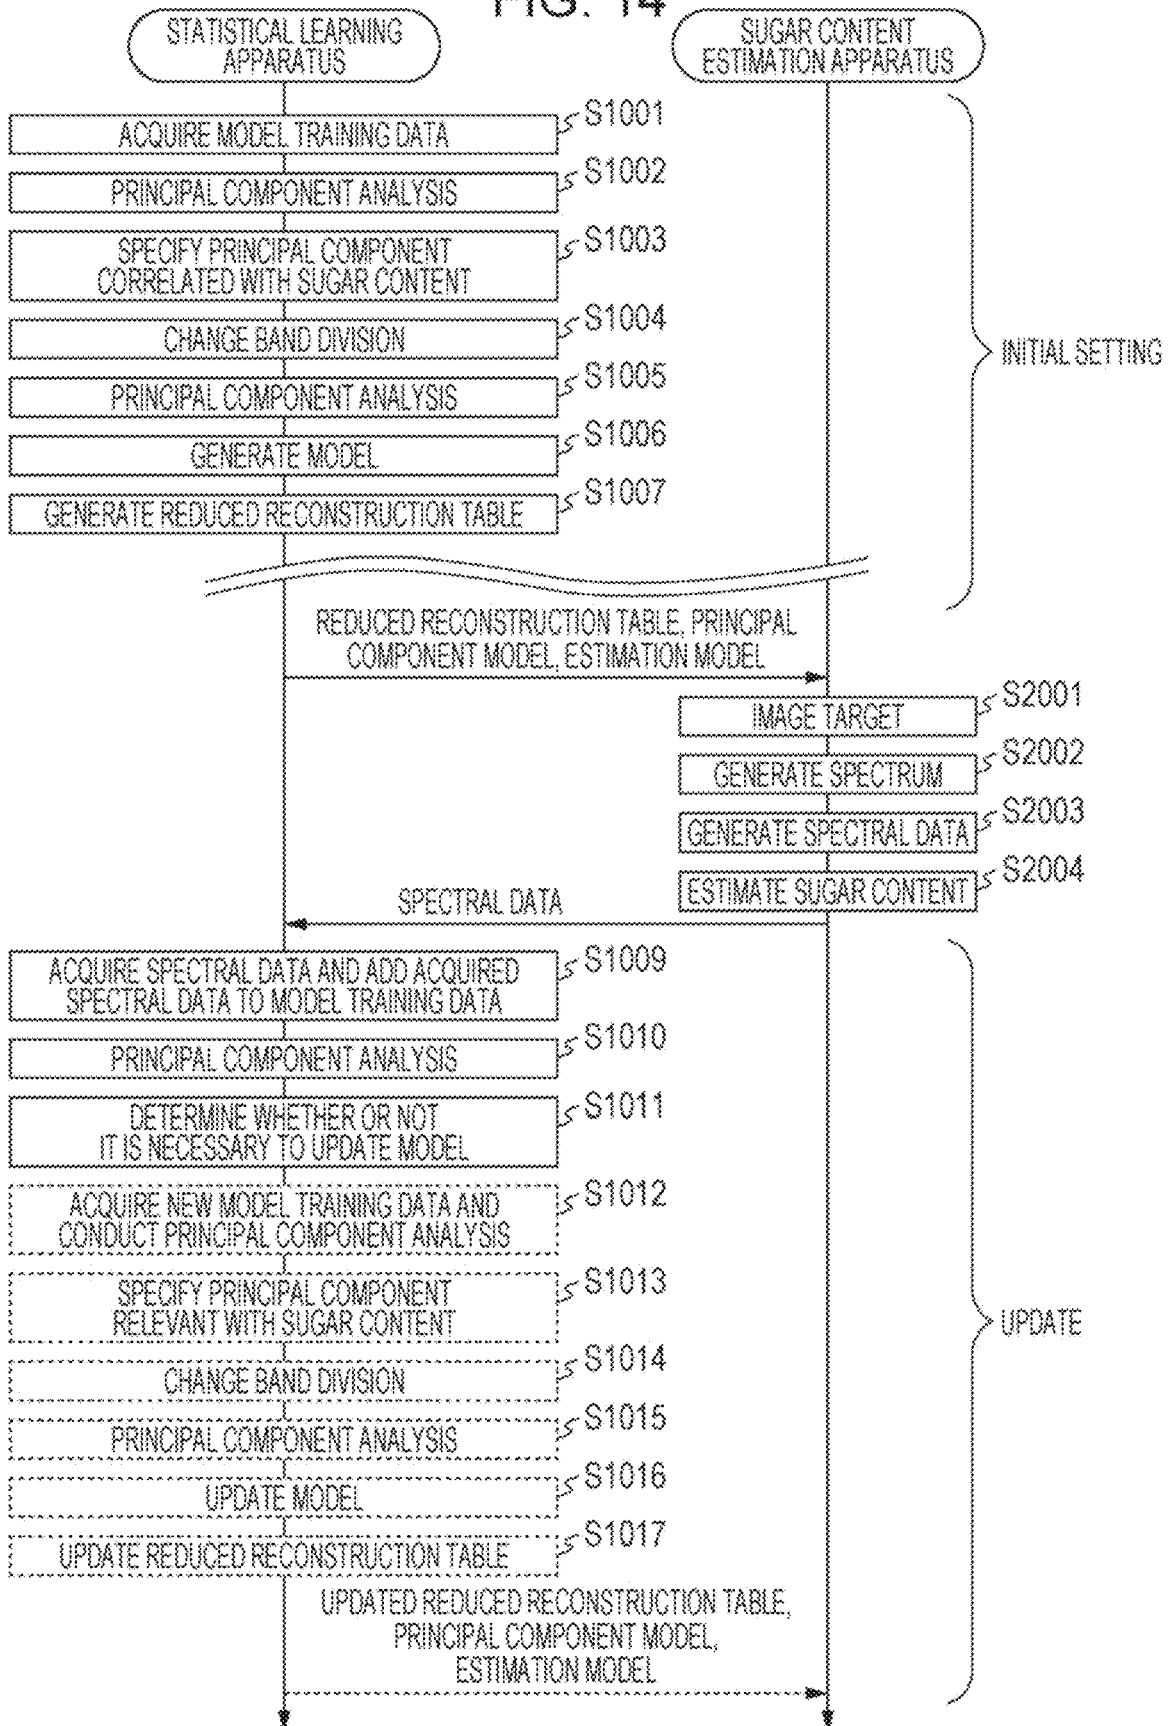 FIG. 14
STATISTICAL LEARNING
APPARATUS
SUGAR CONTENT
ESTIMATION APPARATUS
S1001
ACQUIRE MODEL TRAINING DATA
S1002
PRINCIPAL COMPONENT ANALYSIS
S1003
SPECIFY PRINCIPAL COMPONENT
CORRELATED WITH SUGAR CONTENT
S1004
CHANGE BAND DIVISION
INITIAL SETTING
S1005
PRINCIPAL COMPONENT ANALYSIS
S1006
GENERATE MODEL
S1007
GENERATE REDUCED RECONSTRUCTION TABLE
REDUCED RECONSTRUCTION TABLE, PRINCIPAL
COMPONENT MODEL, ESTIMATION MODEL
S2001
IMAGE TARGET
S2002
GENERATE SPECTRUM
S2003
GENERATE SPECTRAL DATA
S2004
ESTIMATE SUGAR CONTENT
SPECTRAL DATA
S1009
ACQUIRE SPECTRAL DATA AND ADD ACQUIRED
SPECTRAL DATA TO MODEL TRAINING DATA
S1010
PRINCIPAL COMPONENT ANALYSIS
S1011
DETERMINE WHETHER OR NOT
IT IS NECESSARY TO UPDATE MODEL
S1012
ACQUIRE NEW MODEL TRAINING DATA AND
CONDUCT PRINCIPAL COMPONENT ANALYSIS
S1013
SPECIFY PRINCIPAL COMPONENT
RELEVANT WITH SUGAR CONTENT
UPDATE
S1014
CHANGE BAND DIVISION
S1015
PRINCIPAL COMPONENT ANALYSIS
S1016
UPDATE MODEL
S1017
UPDATE REDUCED RECONSTRUCTION TABLE
UPDATED REDUCED RECONSTRUCTION TABLE,
PRINCIPAL COMPONENT MODEL,
ESTIMATION MODEL